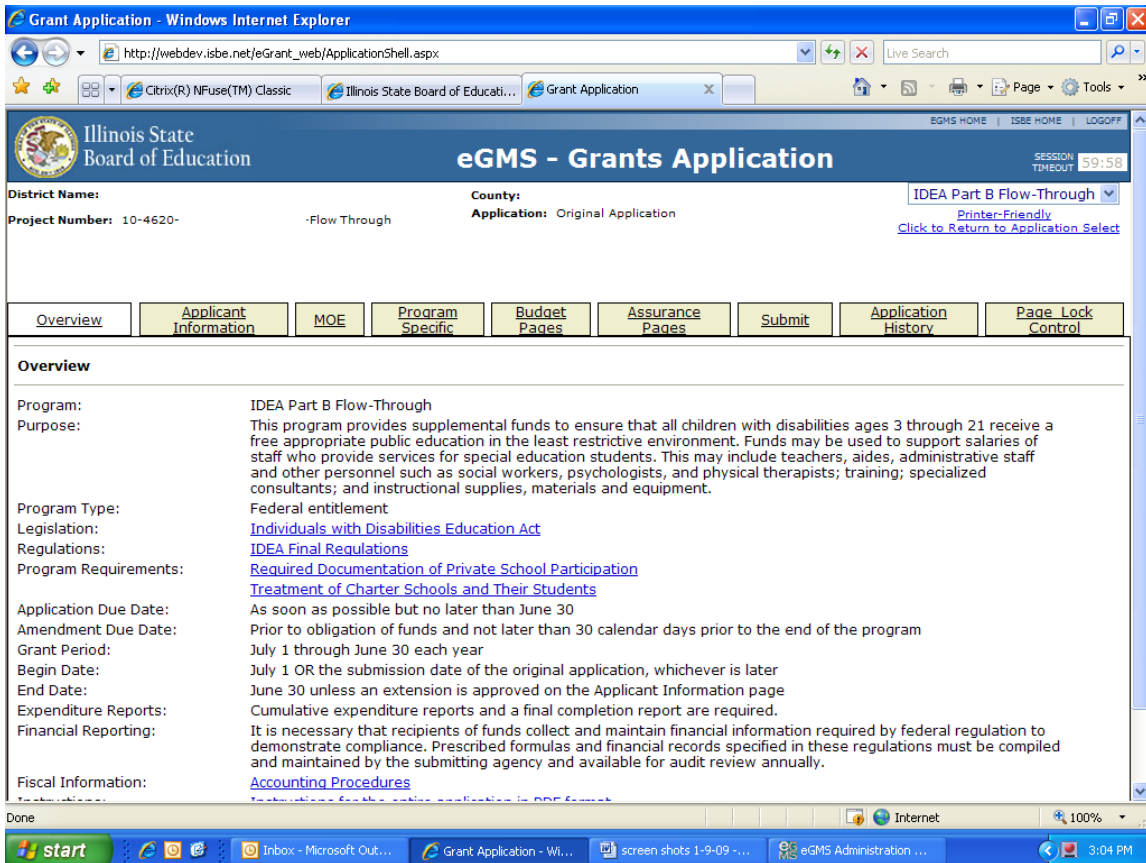 Grant Application - Windows Internet Explorer
http://webdev.isbe.net/eGrant_web/ApplicationShell.aspx
Live Search
Citrix(R) NFuse(TM) Classic
Illinois State Board of Educati...
Grant Application
Page
Tools
EGMS HOME | ISBE HOME | LOGOFF
Illinois State
Board of Education
eGMS - Grants Application
SESSION
TIMEOUT 59:58
District Name:
County:
IDEA Part B Flow-Through
Project Number: 10-4620- -Flow Through
Application: Original Application
Printer-Friendly
Click to Return to Application Select
Overview
Applicant
Information
MOE
Program
Specific
Budget
Pages
Assurance
Pages
Submit
Application
History
Page_Lock
Control
Overview
Program: IDEA Part B Flow-Through
Purpose: This program provides supplemental funds to ensure that all children with disabilities ages 3 through 21 receive a
free appropriate public education in the least restrictive environment. Funds may be used to support salaries of
staff who provide services for special education students. This may include teachers, aides, administrative staff
and other personnel such as social workers, psychologists, and physical therapists; training; specialized
consultants; and instructional supplies, materials and equipment.
Program Type: Federal entitlement
Legislation: Individuals with Disabilities Education Act
Regulations: IDEA Final Regulations
Program Requirements: Required Documentation of Private School Participation
Treatment of Charter Schools and Their Students
Application Due Date: As soon as possible but no later than June 30
Amendment Due Date: Prior to obligation of funds and not later than 30 calendar days prior to the end of the program
Grant Period: July 1 through June 30 each year
Begin Date: July 1 OR the submission date of the original application, whichever is later
End Date: June 30 unless an extension is approved on the Applicant Information page
Expenditure Reports: Cumulative expenditure reports and a final completion report are required.
Financial Reporting: It is necessary that recipients of funds collect and maintain financial information required by federal regulation to
demonstrate compliance. Prescribed formulas and financial records specified in these regulations must be compiled
and maintained by the submitting agency and available for audit review annually.
Fiscal Information: Accounting Procedures
Instructions: Instructions for the entire application in PDF format
Done
Internet
100%
start
Inbox - Microsoft Out...
Grant Application - Wi...
screen shots 1-9-09 -...
eGMS Administration ...
3:04 PM